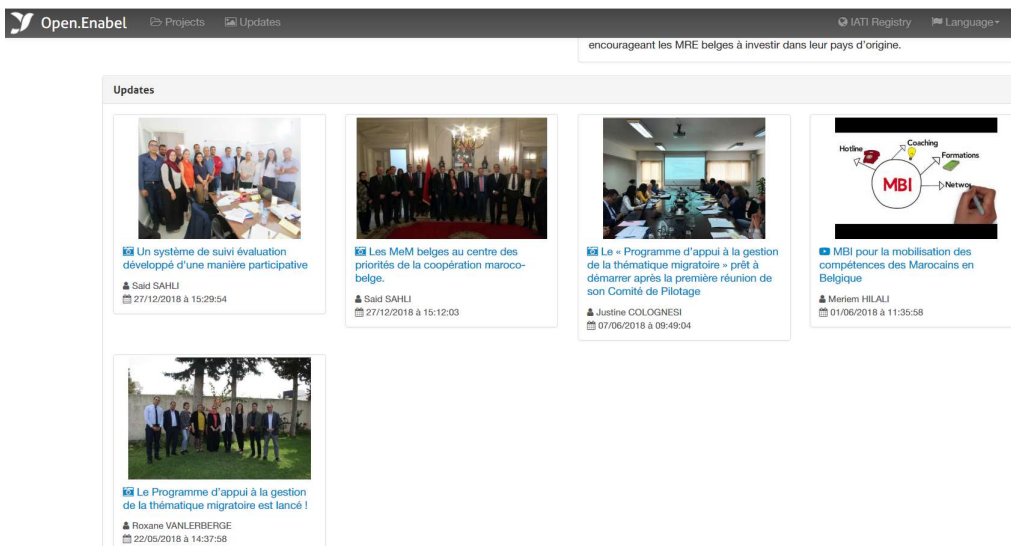 Open.Enabel Projects Updates IATI Registry Language
encourageant les MRE belges à investir dans leur pays d'origine.
Updates
Un système de suivi évaluation
développé d'une manière participative
Said SAHLI
27/12/2018 à 15:29:54
Les MeM belges au centre des
priorités de la coopération maroco-
belge.
Said SAHLI
27/12/2018 à 15:12:03
Le « Programme d'appui à la gestion
de la thématique migratoire » prêt à
démarrer après la première réunion de
son Comité de Pilotage
Justine COLOGNESI
07/06/2018 à 09:49:04
Hotline
Coaching
Formations
MBI
Networ
MBI pour la mobilisation des
compétences des Marocains en
Belgique
Meriem HILALI
01/06/2018 à 11:35:58
Le Programme d'appui à la gestion
de la thématique migratoire est lancé !
Roxane VANLERBERGE
22/05/2018 à 14:37:58